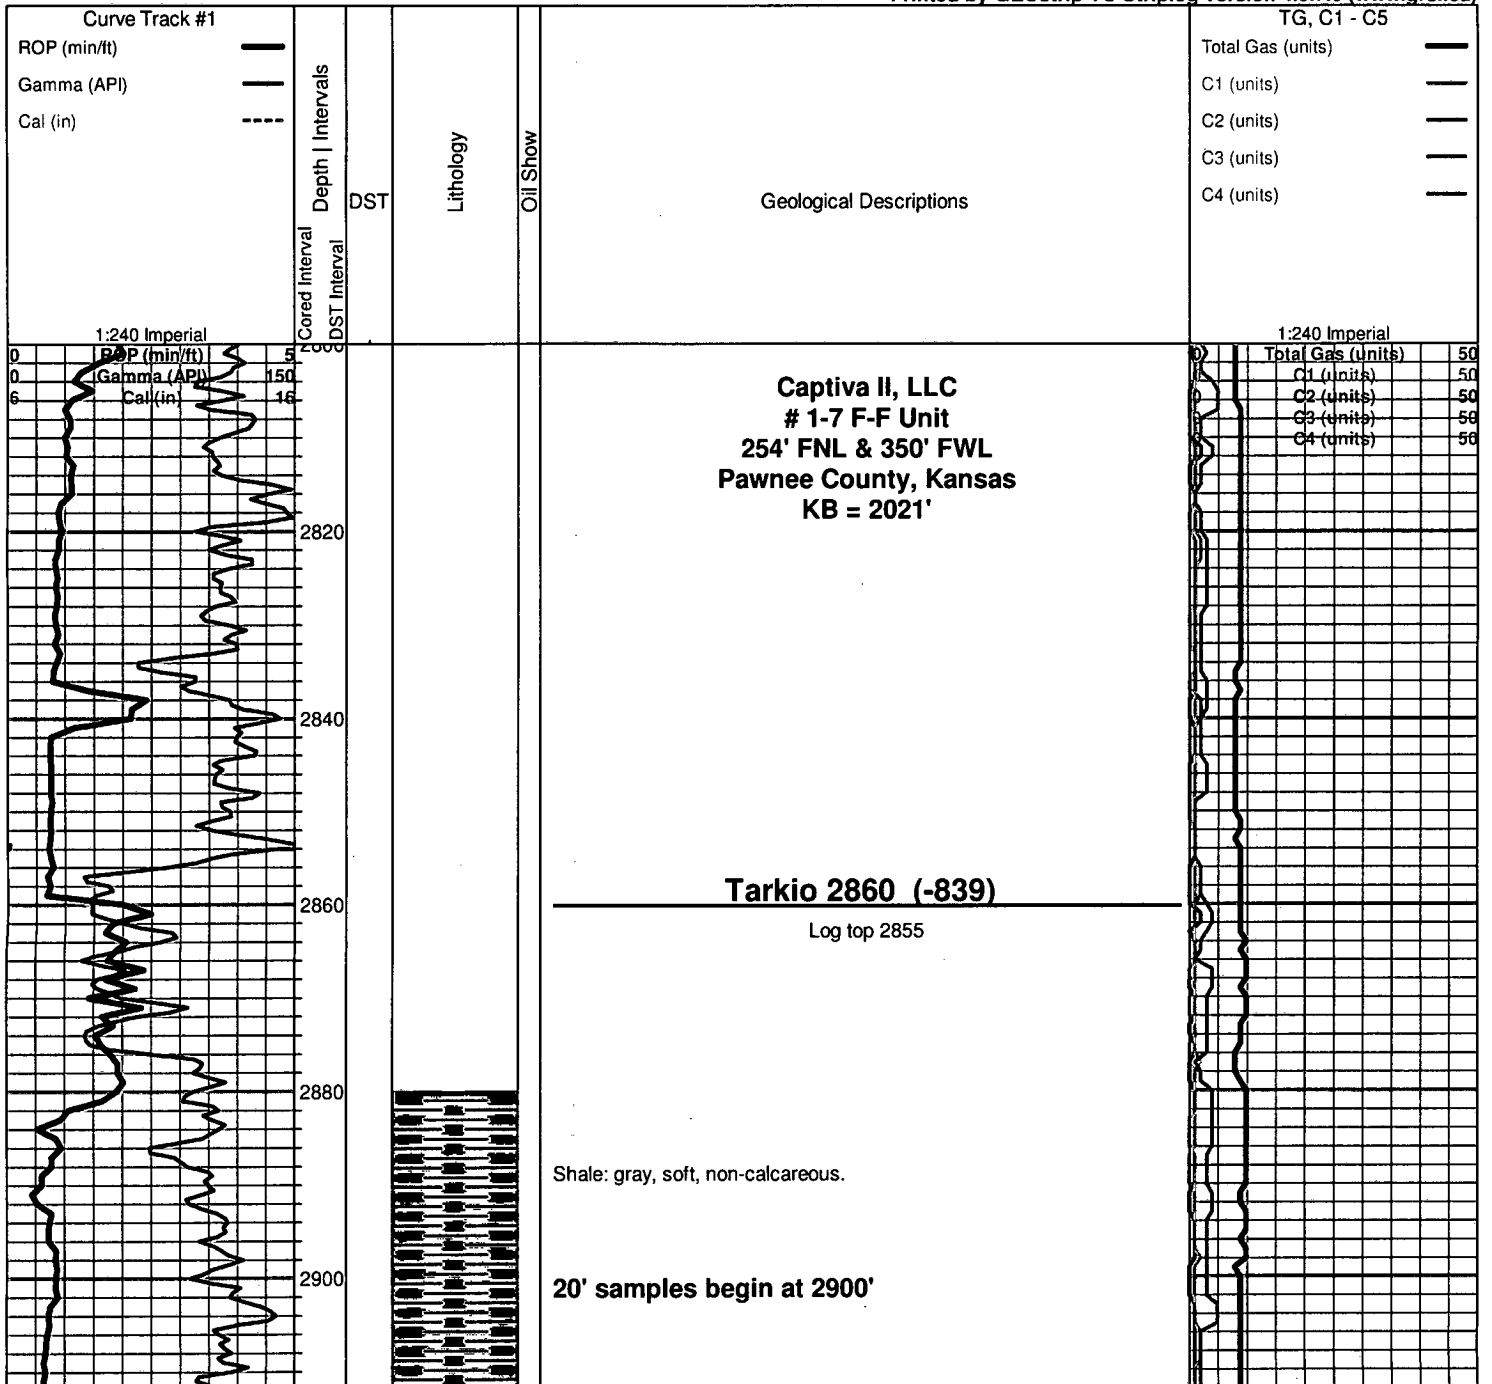 Curve Track #1
ROP (min/ft)
Gamma (API)
Cal (in)
Depth | Intervals
Cored Interval
DST Interval
DST
Lithology
Oil Show
Geological Descriptions
TG, C1 - C5
Total Gas (units)
C1 (units)
C2 (units)
C3 (units)
C4 (units)
1:240 Imperial
1:240 Imperial
0 ROP (min/ft) 5
0 Gamma (API) 150
6 Cal (in) 16
0 Total Gas (units) 50
C1 (units) 50
0 C2 (units) 50
C3 (units) 50
C4 (units) 50
Captiva II, LLC
# 1-7 F-F Unit
254' FNL & 350' FWL
Pawnee County, Kansas
KB = 2021'
2820
2840
Tarkio 2860 (-839)
2860
Log top 2855
2880
Shale: gray, soft, non-calcareous.
2900
20' samples begin at 2900'